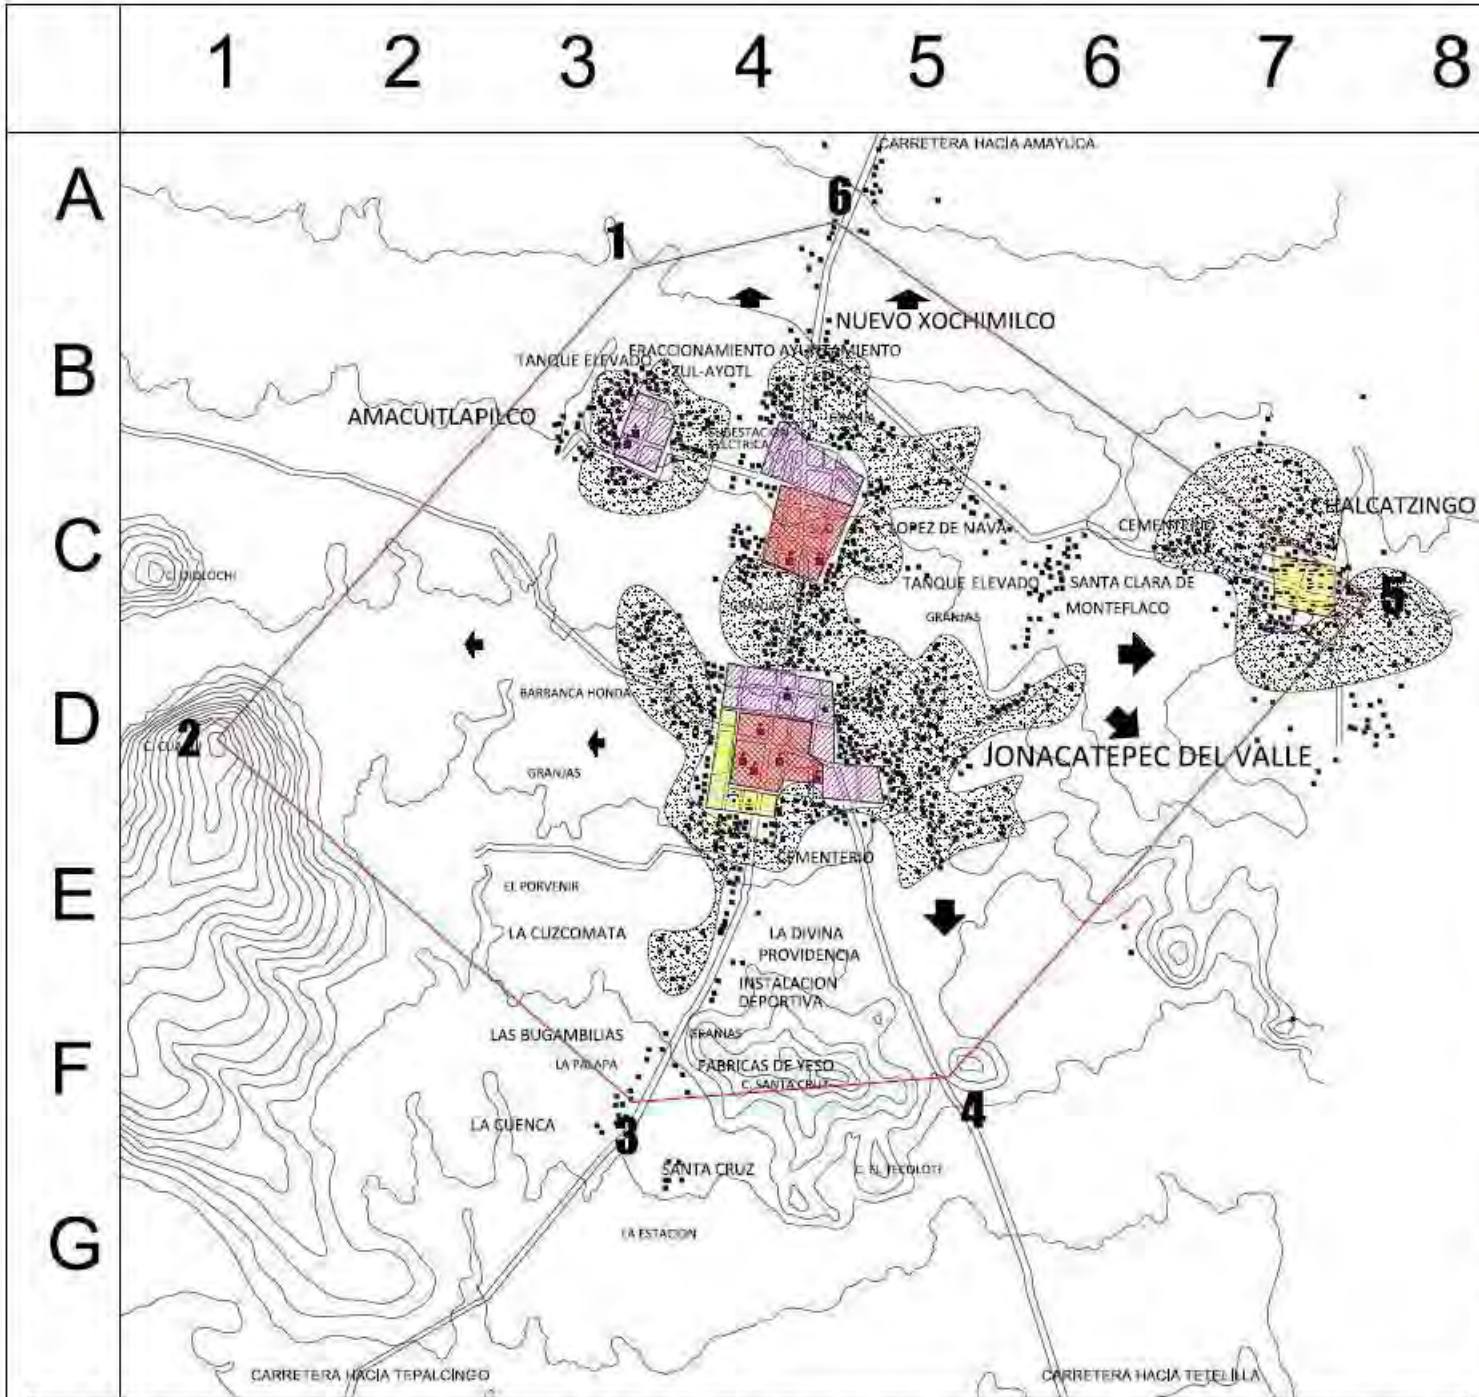 1 2 3 4 5 6 7 8
CARRETERA HACIA AMAYUCA
A
6
1
NUEVO XOCHIMILCO
FRACCIONAMIENTO AYUNTAMIENTO
TANQUE ELEVADO
ZUL-AYOTL
B
AMACUITLAPILCO
SUBESTACION
ELECTRICA
CHALCATZINGO
CEMENTERIO
LOPEZ DE NAVA
C
TANQUE ELEVADO
SANTA CLARA DE
MONTEFLACO
5
GRANJAS
BARRANCA HONDA
D
2
JONACATEPEC DEL VALLE
GRANJAS
CEMENTERIO
E
EL PORVENIR
LA CUZCOMATA
LA DIVINA
PROVIDENCIA
INSTALACION
DEPORTIVA
LAS BUGAMBILIAS
GRANJAS
LA PALAPA
FABRICAS DE YESO
F
C. SANTA CRUZ
4
LA CUENCA
3
SANTA CRUZ
C. EL TECOLOTE
LA ESTACION
G
CARRETERA HACIA TEPALCINGO
CARRETERA HACIA TETELILLA